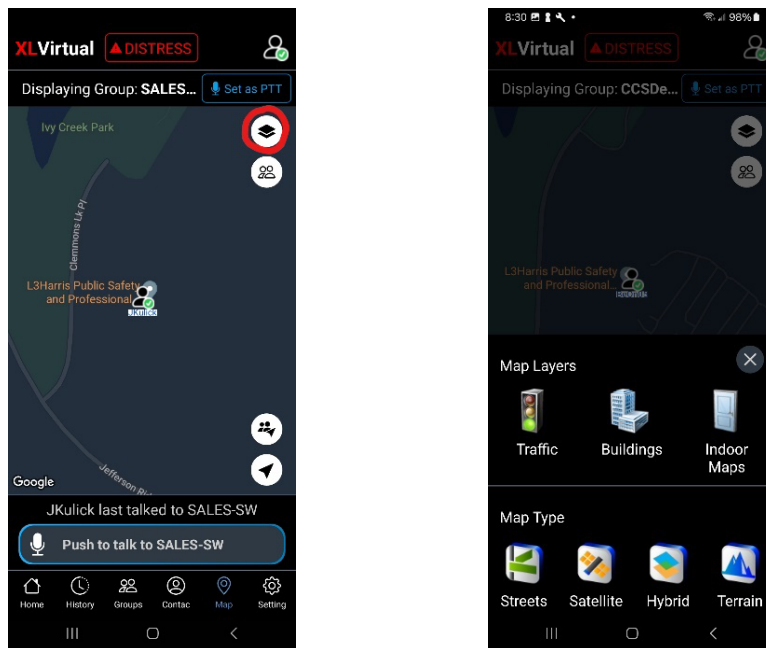 XLVirtual
DISTRESS
Displaying Group: SALES...
Set as PTT
Ivy Creek Park
Clemmons Lk Pl
L3Harris Public Safety
and Professional
JKulick
Google
Jefferson Ri
JKulick last talked to SALES-SW
Push to talk to SALES-SW
Home
History
Groups
Contac
Map
Setting
8:30
98%
XLVirtual
DISTRESS
Displaying Group: CCSDe...
Set as PTT
L3Harris Public Safety
and Professional...
Map Layers
Traffic
Buildings
Indoor
Maps
Map Type
Streets
Satellite
Hybrid
Terrain